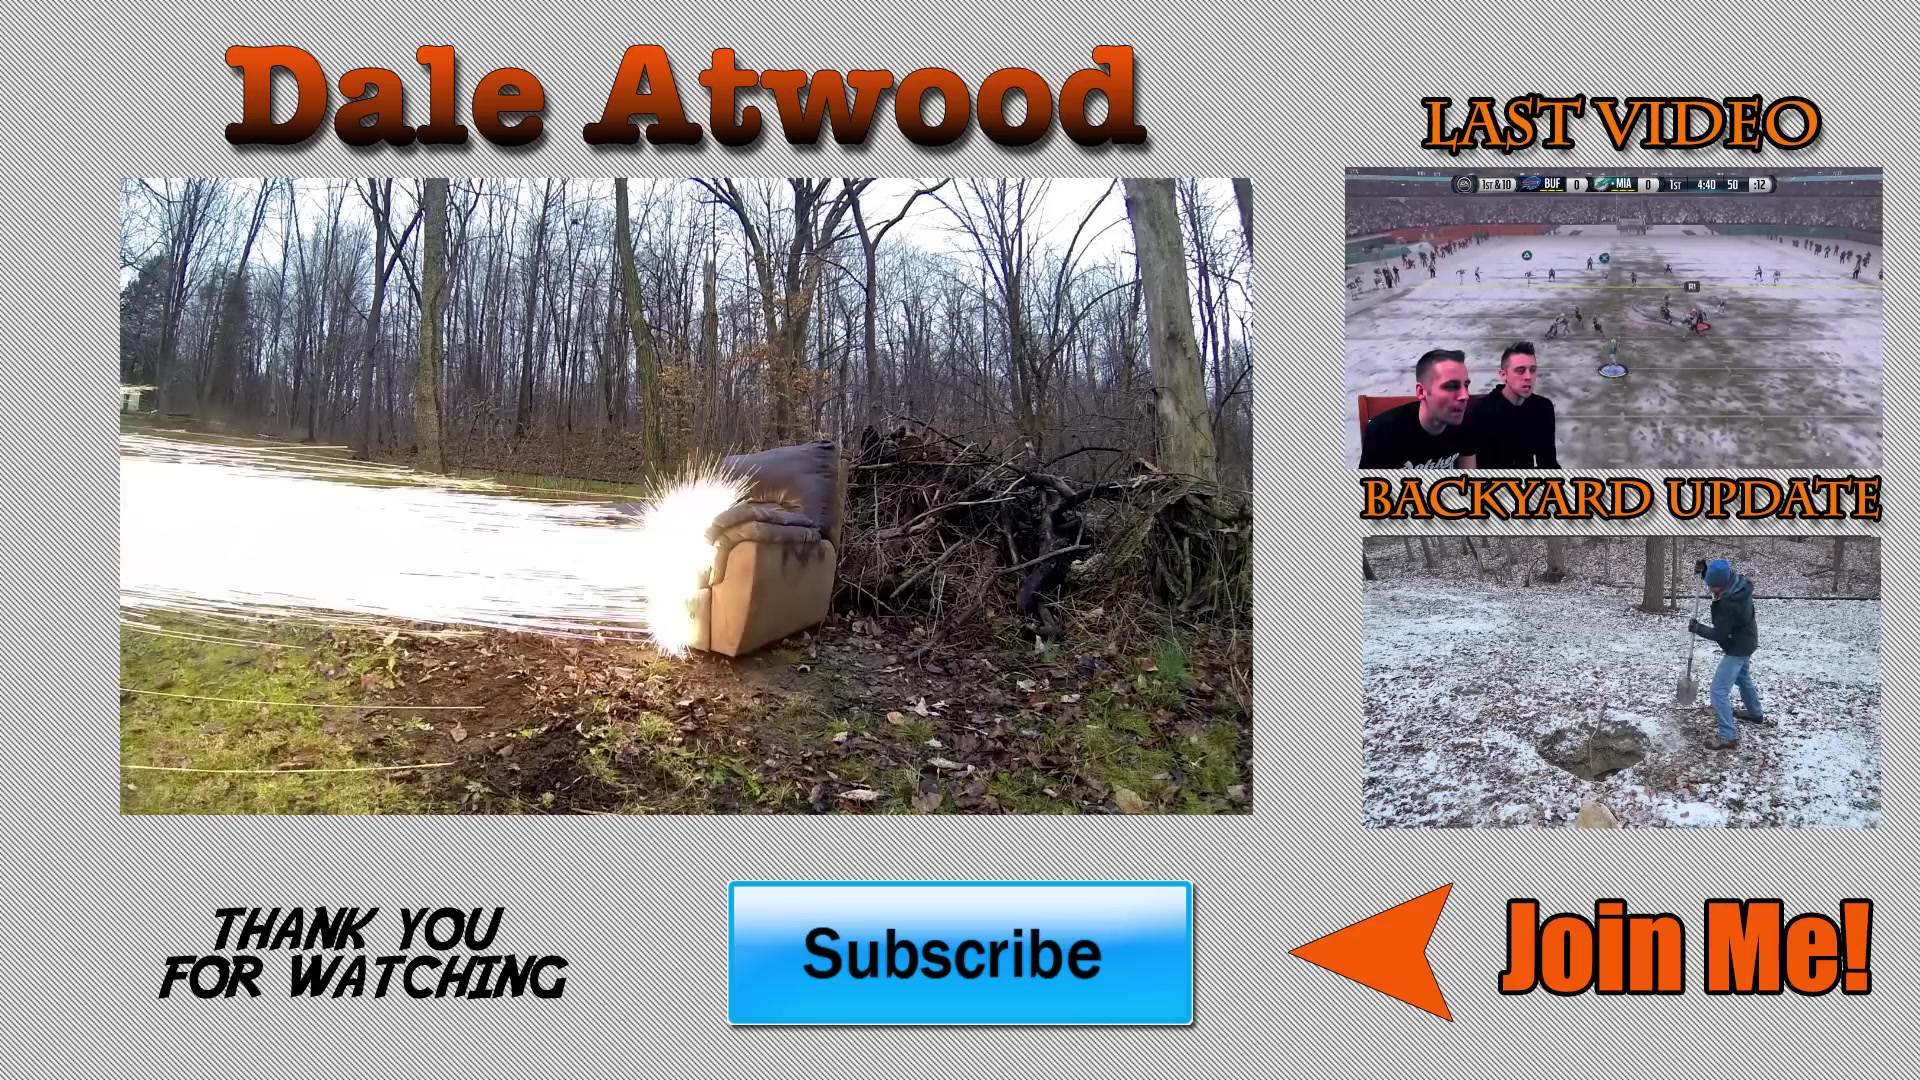 Dale Atwood
LAST VIDEO
1ST & 10 BUF 0 MIA 0 1ST 4:40 50 :12
R1
BACKYARD UPDATE
THANK YOU
FOR WATCHING
Subscribe
Join Me!